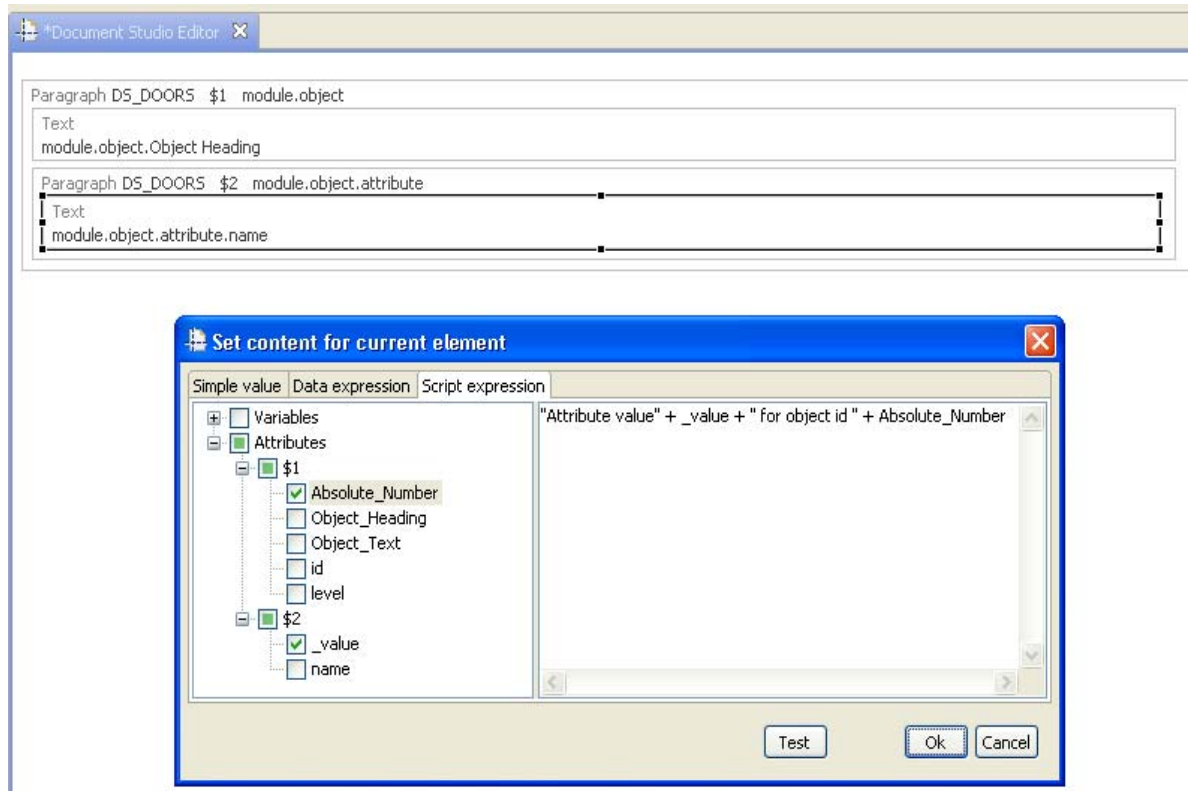 *Document Studio Editor
Paragraph DS_DOORS $1 module.object
Text
module.object.Object Heading
Paragraph DS_DOORS $2 module.object.attribute
Text
module.object.attribute.name
Set content for current element
Simple value Data expression Script expression
Variables
Attributes
$1
Absolute_Number
Object_Heading
Object_Text
id
level
$2
_value
name
"Attribute value" + _value + " for object id " + Absolute_Number
Test Ok Cancel